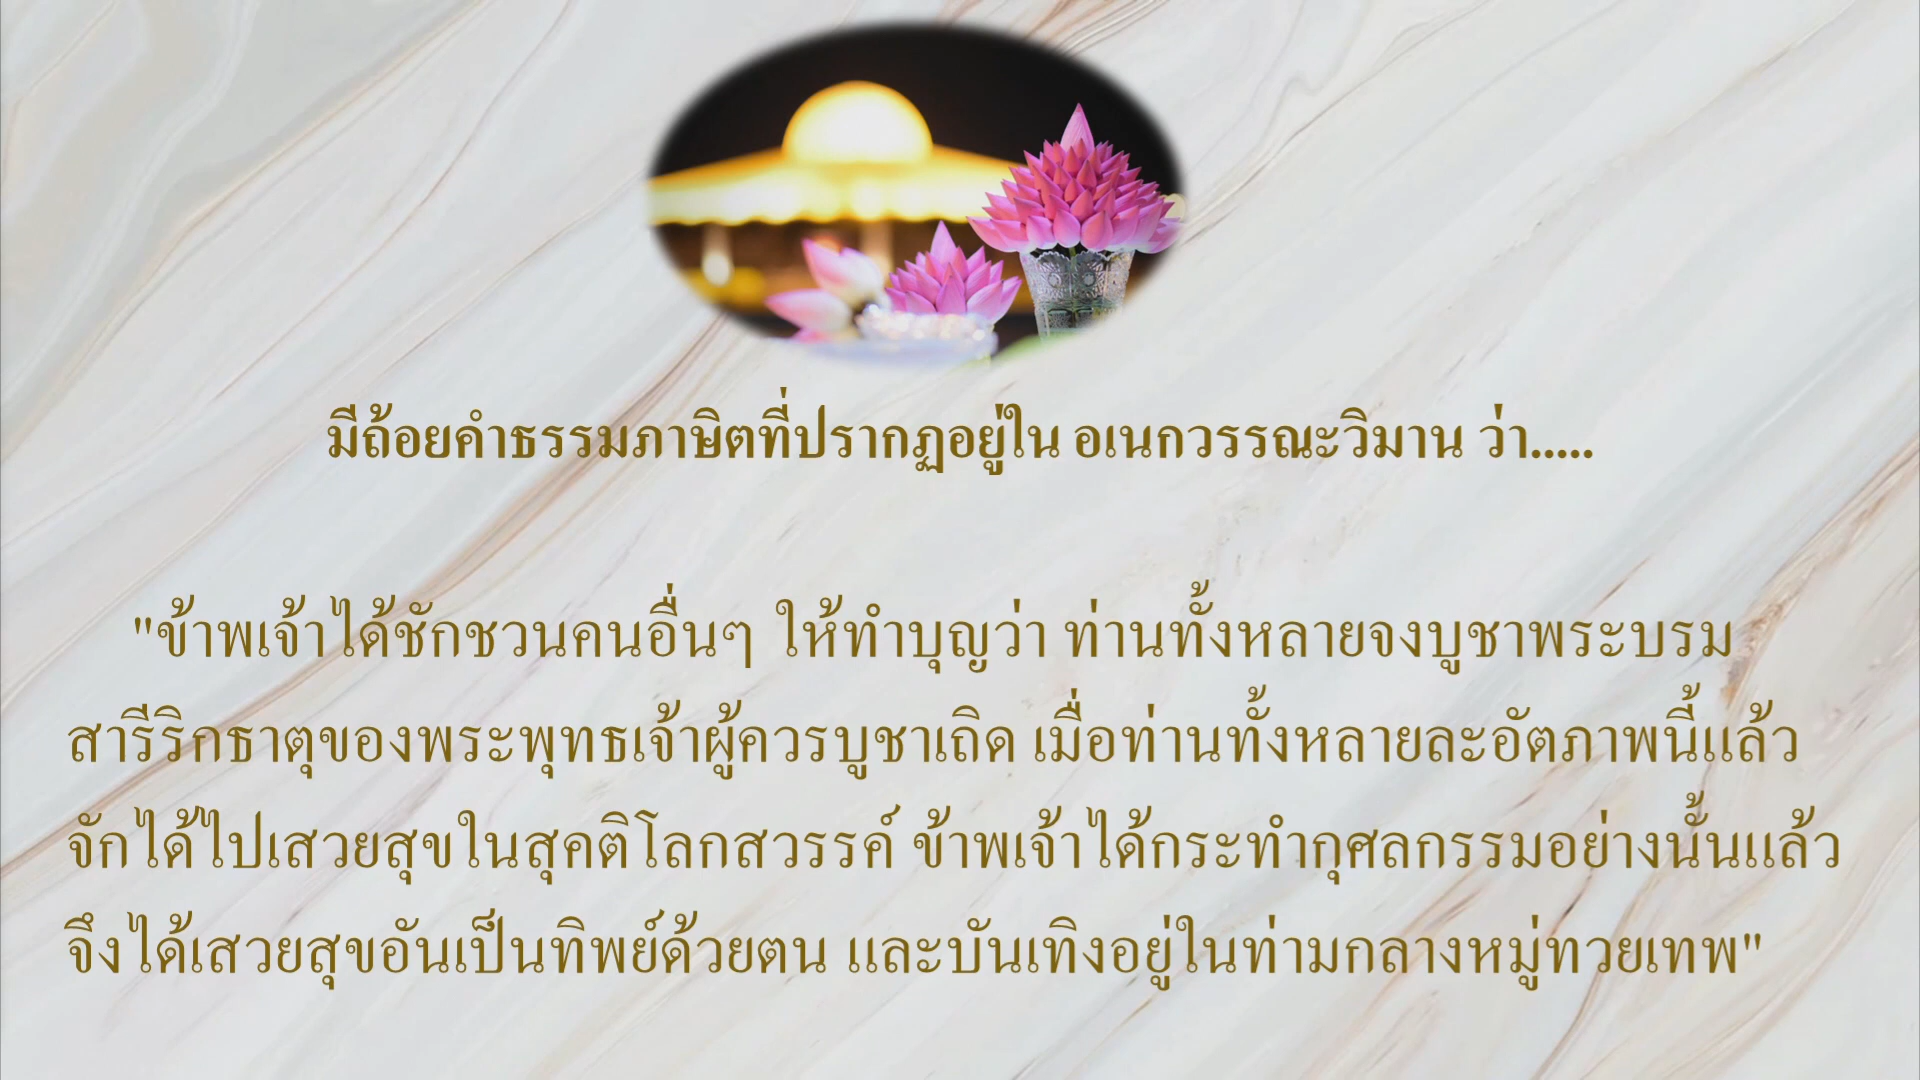 มีถ้อยคำธรรมภาษิตที่ปรากฏอยู่ใน อเนกวรรณะวิมาน ว่า.....
"ข้าพเจ้าได้ชักชวนคนอื่นๆ ให้ทำบุญว่า ท่านทั้งหลายจงบูชาพระบรม
สารีริกธาตุของพระพุทธเจ้าผู้ควรบูชาเถิด เมื่อท่านทั้งหลายละอัตภาพนี้แล้ว
จักได้ไปเสวยสุขในสุคติโลกสวรรค์ ข้าพเจ้าได้กระทำกุศลกรรมอย่างนั้นแล้ว
จึงได้เสวยสุขอันเป็นทิพย์ด้วยตน และบันเทิงอยู่ในท่ามกลางหมู่ทวยเทพ"